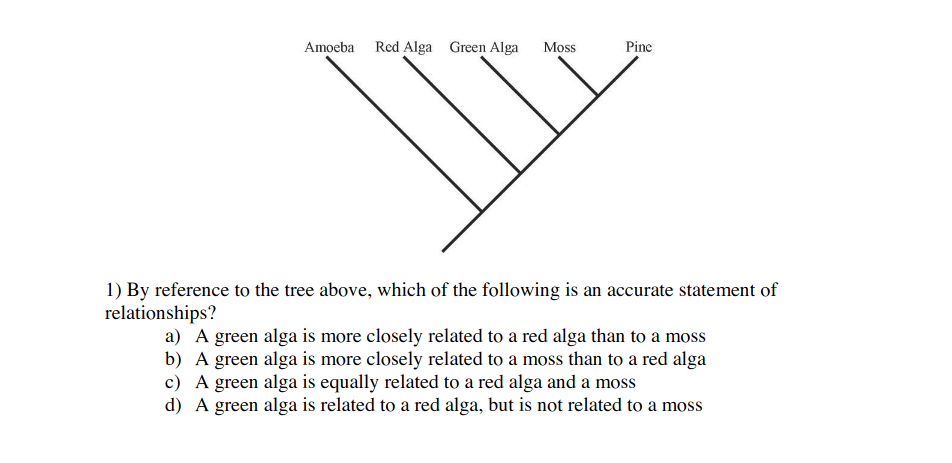 Amoeba Red Alga Green Alga Moss Pine
1) By reference to the tree above, which of the following is an accurate statement of
relationships?
a) A green alga is more closely related to a red alga than to a moss
b) A green alga is more closely related to a moss than to a red alga
c) A green alga is equally related to a red alga and a moss
d) A green alga is related to a red alga, but is not related to a moss